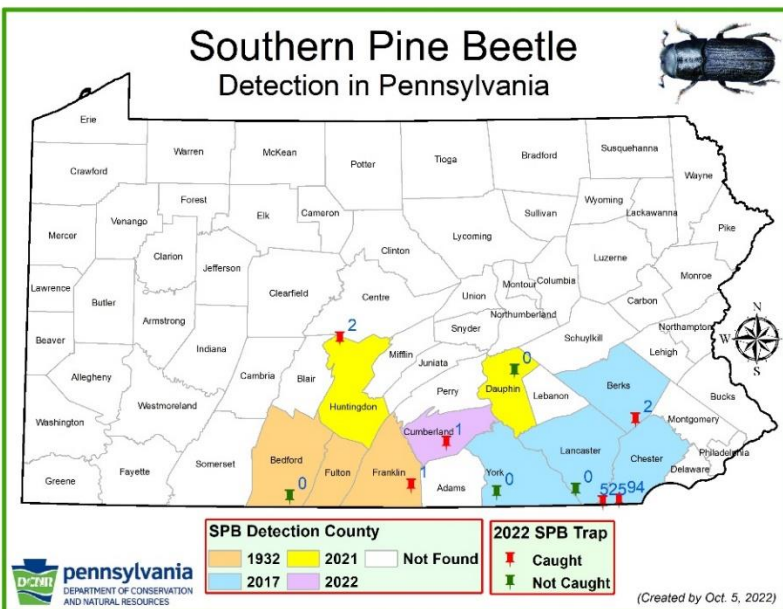 Southern Pine Beetle
Detection in Pennsylvania
Erie
Crawford
Warren
McKean
Potter
Tioga
Bradford
Susquehanna
Wayne
Forest
Elk
Cameron
Sullivan
Wyoming
Lackawanna
Pike
Mercer
Venango
Clarion
Jefferson
Clinton
Lycoming
Luzerne
Monroe
Lawrence
Butler
Clearfield
Centre
Union
Montour
Columbia
Carbon
Northumberland
Northampton
Beaver
Armstrong
Indiana
2
Snyder
Schuylkill
Lehigh
Mifflin
Juniata
0
Allegheny
Cambria
Blair
Dauphin
Berks
Bucks
Westmoreland
Huntingdon
Perry
Lebanon
2
Montgomery
Washington
Cumberland
1
Philadelphia
Somerset
Bedford
Fulton
Franklin
1
Lancaster
Chester
Delaware
Greene
Fayette
0
Adams
York
0
0
52594
N
W
E
S
SPB Detection County
1932
2021
Not Found
2017
2022
2022 SPB Trap
Caught
Not Caught
DCNR
pennsylvania
DEPARTMENT OF CONSERVATION
AND NATURAL RESOURCES
(Created by Oct. 5, 2022)